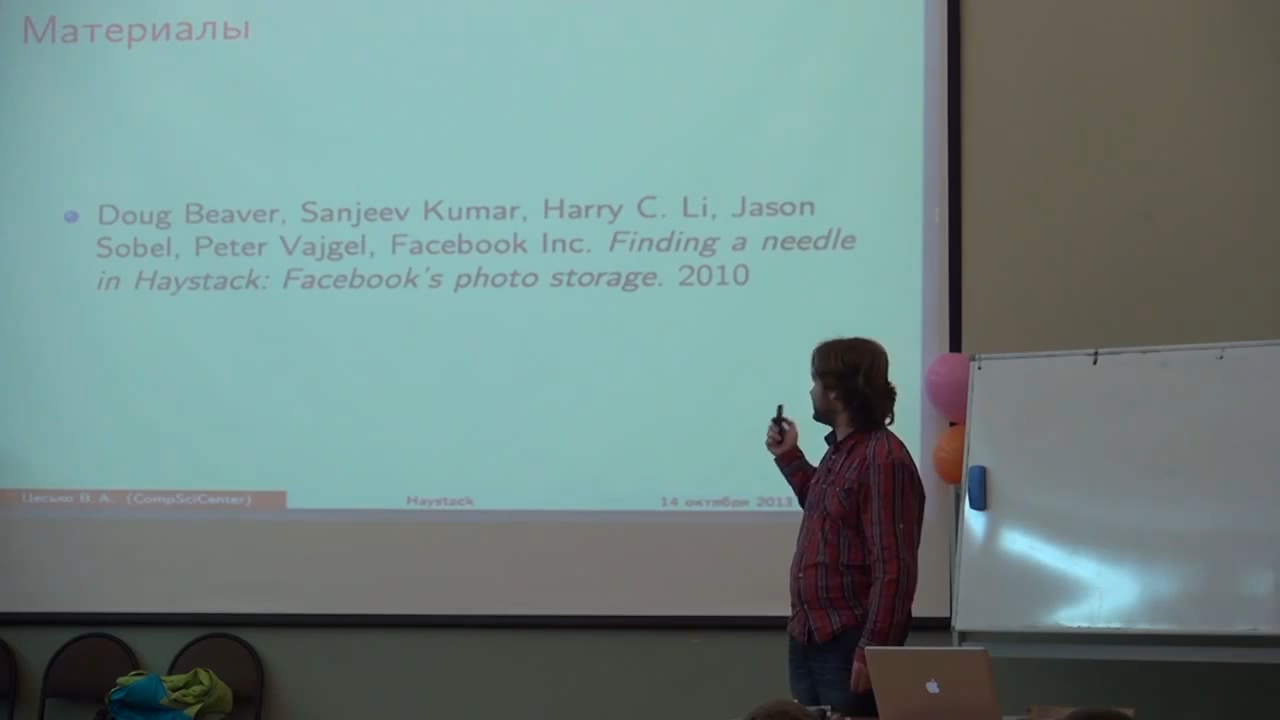 Материалы
Doug Beaver, Sanjeev Kumar, Harry C. Li, Jason
Sobel, Peter Vajgel, Facebook Inc. Finding a needle
in Haystack: Facebook's photo storage. 2010
Цесько В. А. (CompSciCenter)
Haystack
14 октября 2013